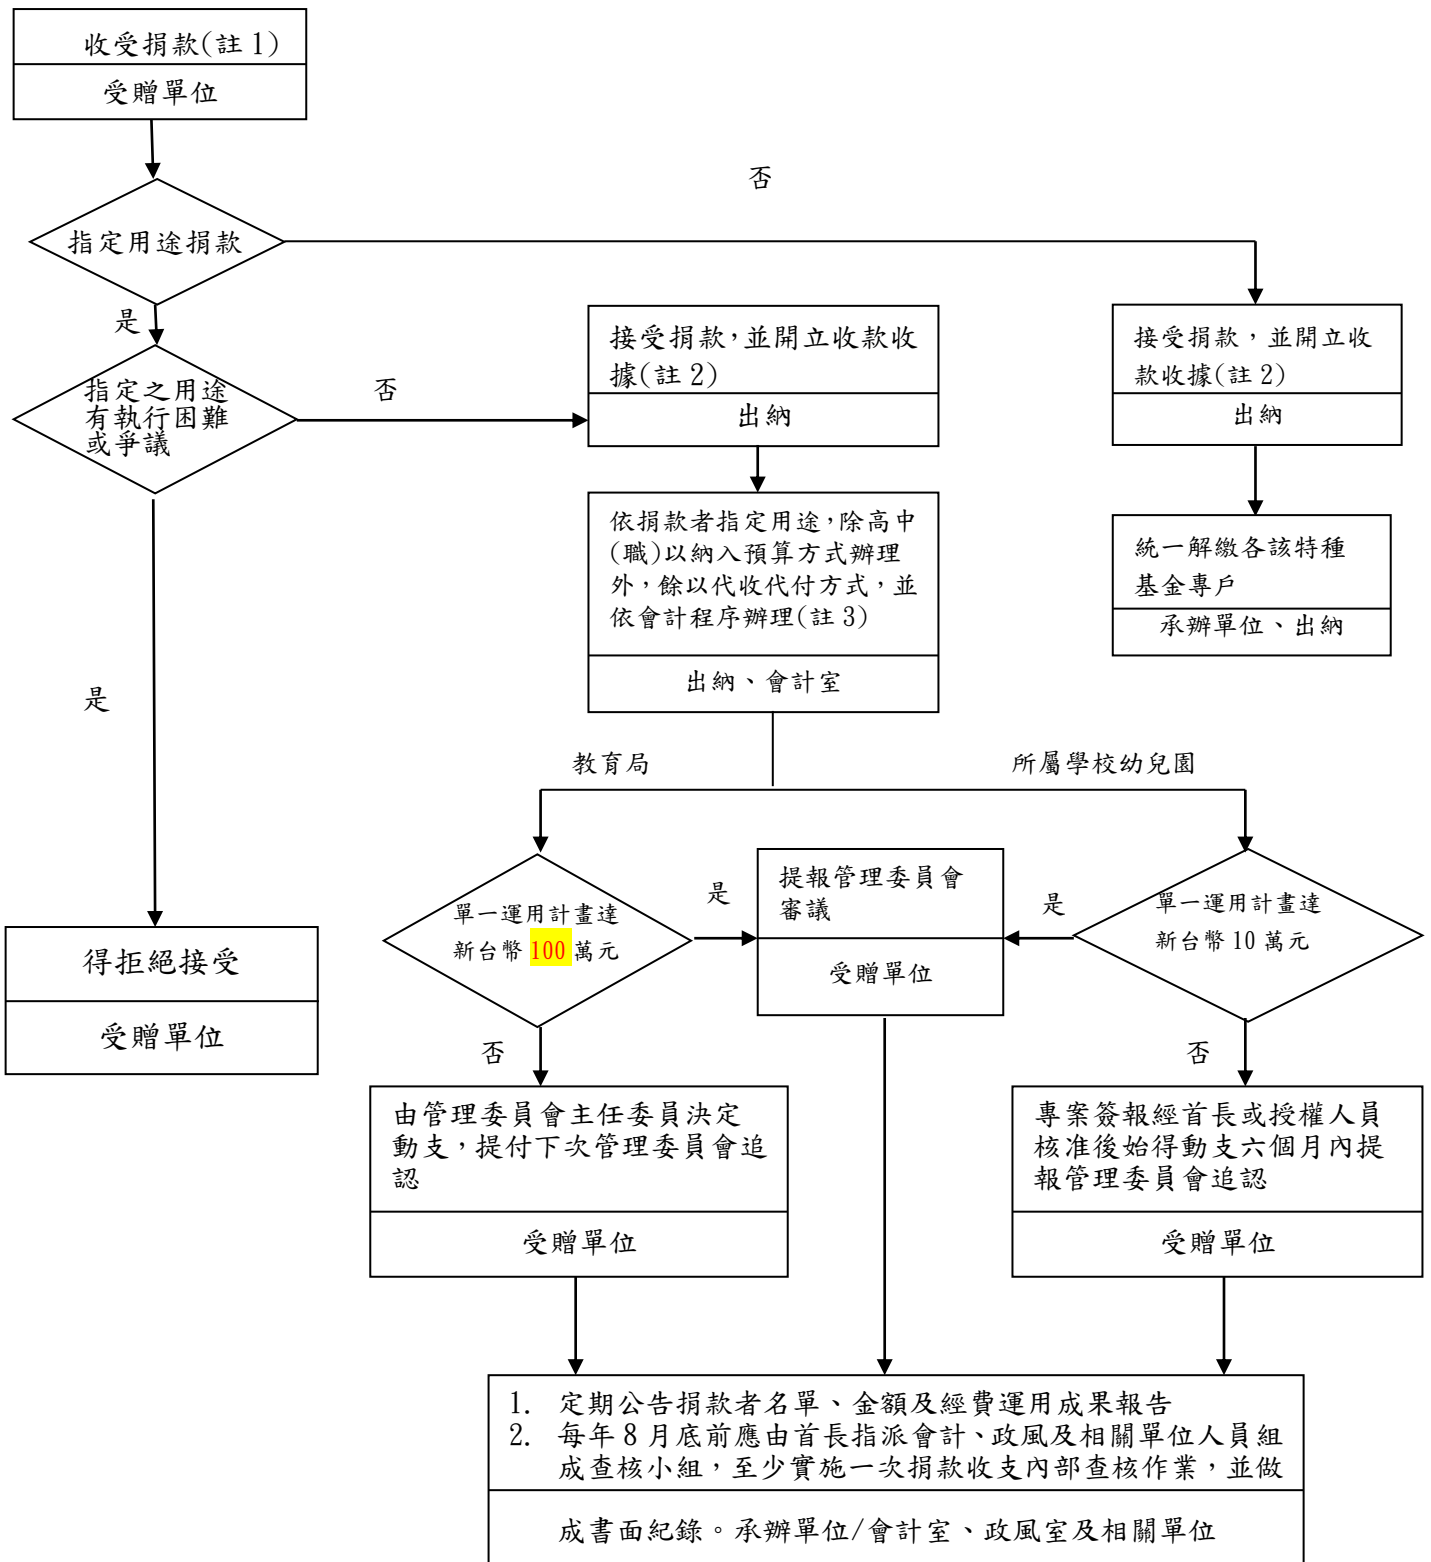 收受捐款(註1)
受贈單位
否
指定用途捐款
是
指定之用途
有執行困難
或爭議
否
接受捐款,並開立收款收
據(註2)
出納
接受捐款,並開立收
款收據(註2)
出納
依捐款者指定用途,除高中
(職)以納入預算方式辦理
外,餘以代收代付方式,並
依會計程序辦理(註3)
出納、會計室
統一解繳各該特種
基金專戶
承辦單位、出納
是
教育局
所屬學校幼兒園
單一運用計畫達
新台幣100萬元
是
提報管理委員會
審議
受贈單位
是
單一運用計畫達
新台幣10萬元
得拒絕接受
受贈單位
否
否
由管理委員會主任委員決定
動支,提付下次管理委員會追
認
受贈單位
專案簽報經首長或授權人員
核准後始得動支六個月內提
報管理委員會追認
受贈單位
1. 定期公告捐款者名單、金額及經費運用成果報告
2. 每年8月底前應由首長指派會計、政風及相關單位人員組
成查核小組,至少實施一次捐款收支內部查核作業,並做
成書面紀錄。承辦單位/會計室、政風室及相關單位